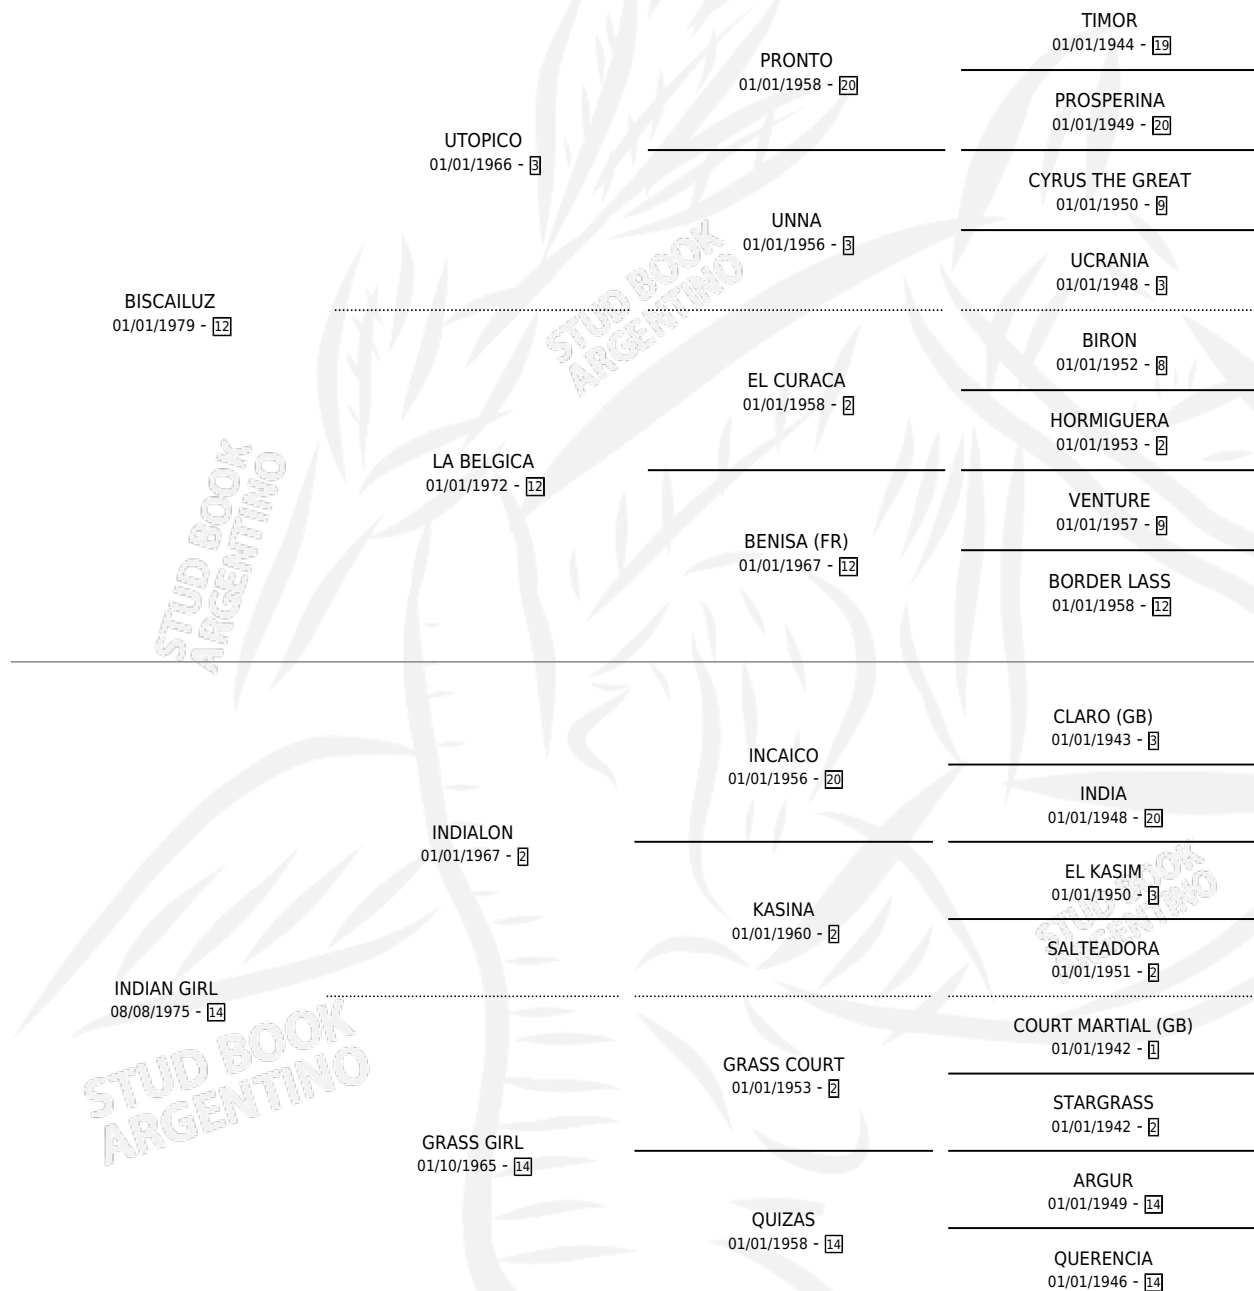 TIMOR
01/01/1944 - 19
PRONTO
01/01/1958 - 20
PROSPERINA
01/01/1949 - 20
UTOPICO
01/01/1966 - 3
CYRUS THE GREAT
01/01/1950 - 9
UNNA
01/01/1956 - 3
UCRANIA
01/01/1948 - 3
BISCAILUZ
01/01/1979 - 12
BIRON
01/01/1952 - 8
EL CURACA
01/01/1958 - 2
HORMIGUERA
01/01/1953 - 2
LA BELGICA
01/01/1972 - 12
VENTURE
01/01/1957 - 9
BENISA (FR)
01/01/1967 - 12
BORDER LASS
01/01/1958 - 12
CLARO (GB)
01/01/1943 - 3
INCAICO
01/01/1956 - 20
INDIA
01/01/1948 - 20
INDIALON
01/01/1967 - 2
EL KASIM
01/01/1950 - 3
KASINA
01/01/1960 - 2
SALTEADORA
01/01/1951 - 2
INDIAN GIRL
08/08/1975 - 14
COURT MARTIAL (GB)
01/01/1942 - 1
GRASS COURT
01/01/1953 - 2
STARGRASS
01/01/1942 - 2
GRASS GIRL
01/10/1965 - 14
ARGUR
01/01/1949 - 14
QUIZAS
01/01/1958 - 14
QUERENCIA
01/01/1946 - 14
STUD BOOK
ARGENTINO
STUD BOOK
ARGENTINO
STUD BOOK
ARGENTINO
STUD BOOK
ARGENTINO